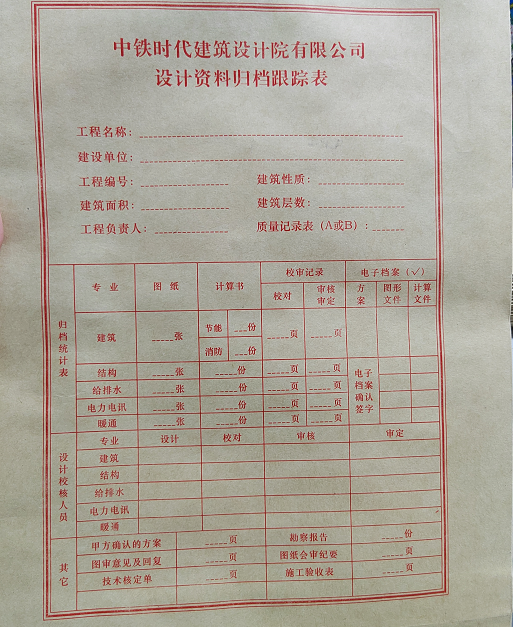 中铁时代建筑设计院有限公司
设计资料归档跟踪表
工程名称：
建设单位：
工程编号： 建筑性质：
建筑面积： 建筑层数：
工程负责人： 质量记录表（A或B）：
归档统计表
专业 图纸 计算书 校审记录 电子档案（√）
校对 审核审定 方案 图形文件 计算文件
建筑 张 节能 份 页 页
消防 份
结构 张 份 页 页 电子档案确认签字
给排水 张 份 页 页
电力电讯 张 份 页 页
暖通 张 份 页 页
设计校核人员
专业 设计 校对 审核 审定
建筑
结构
给排水
电力电讯
暖通
其它
甲方确认的方案 页 勘察报告 份
图审意见及回复 页 图纸会审纪要 页
技术核定单 页 施工验收表 页